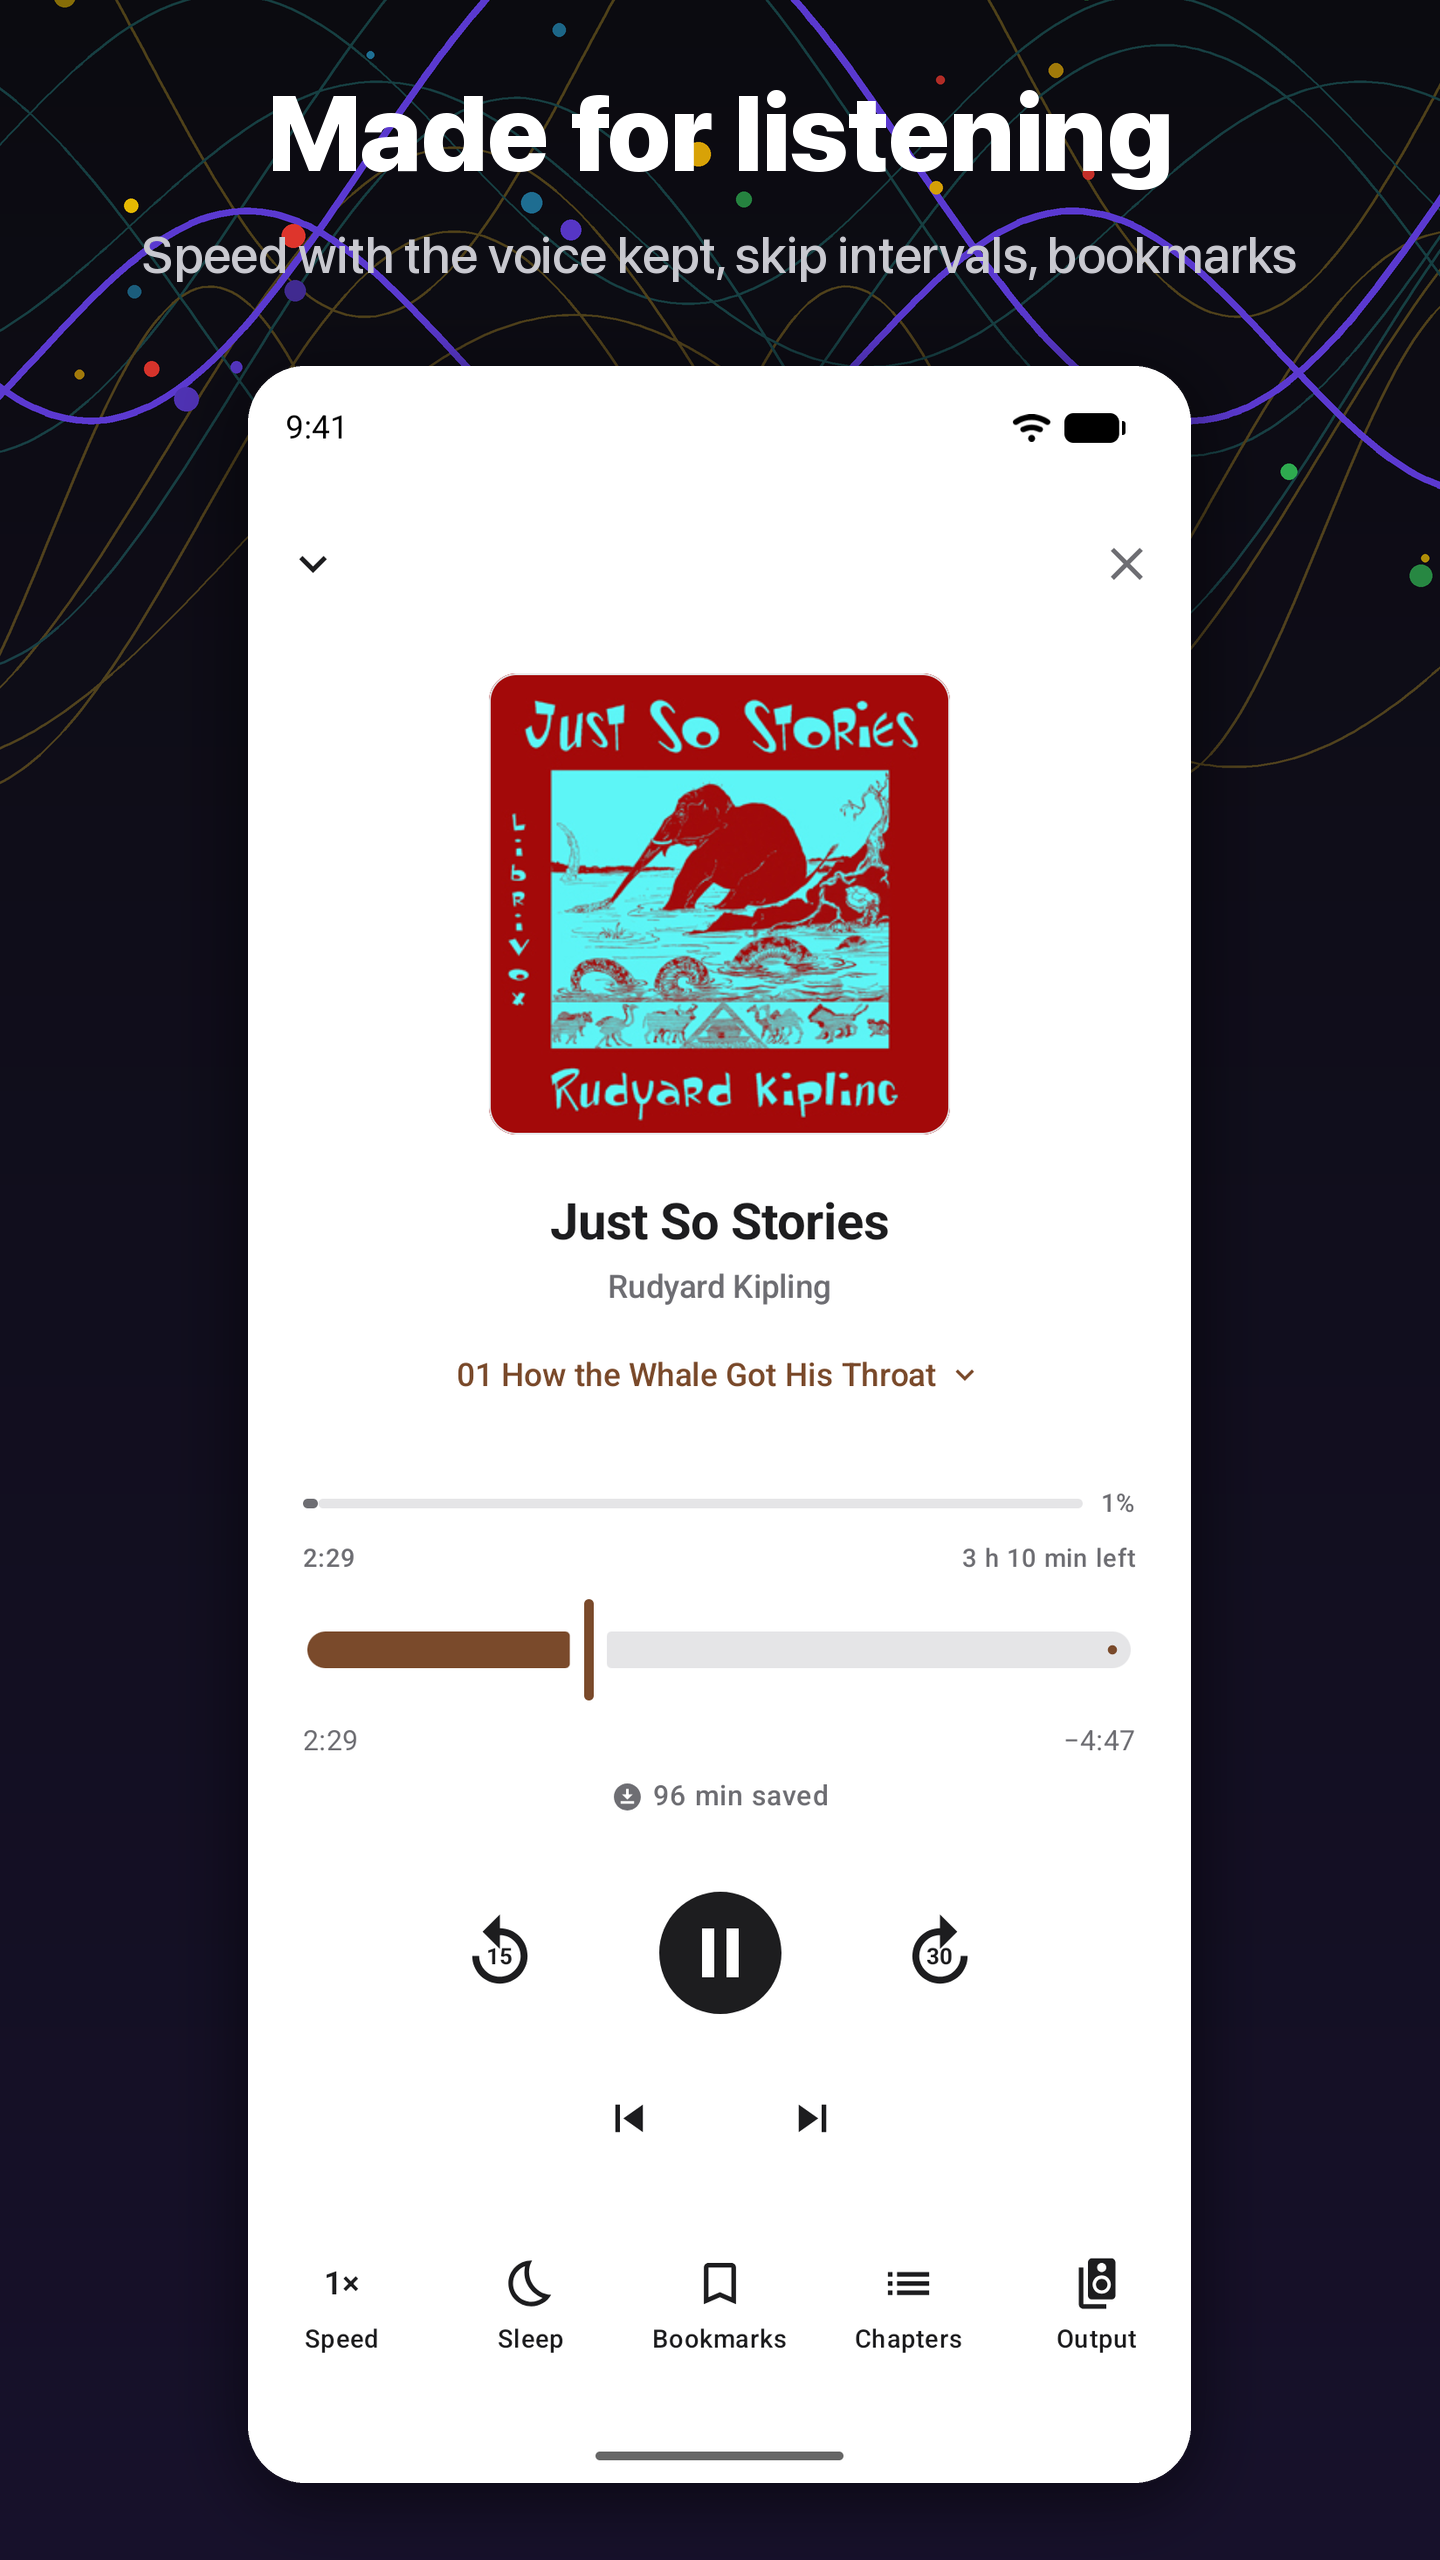 Made for listening
Speed with the voice kept, skip intervals, bookmarks
9:41
Just So Stories
LibriVox
Rudyard Kipling
Just So Stories
Rudyard Kipling
01 How the Whale Got His Throat
1%
2:29
3 h 10 min left
2:29
−4:47
96 min saved
15
30
1×
Speed
Sleep
Bookmarks
Chapters
Output